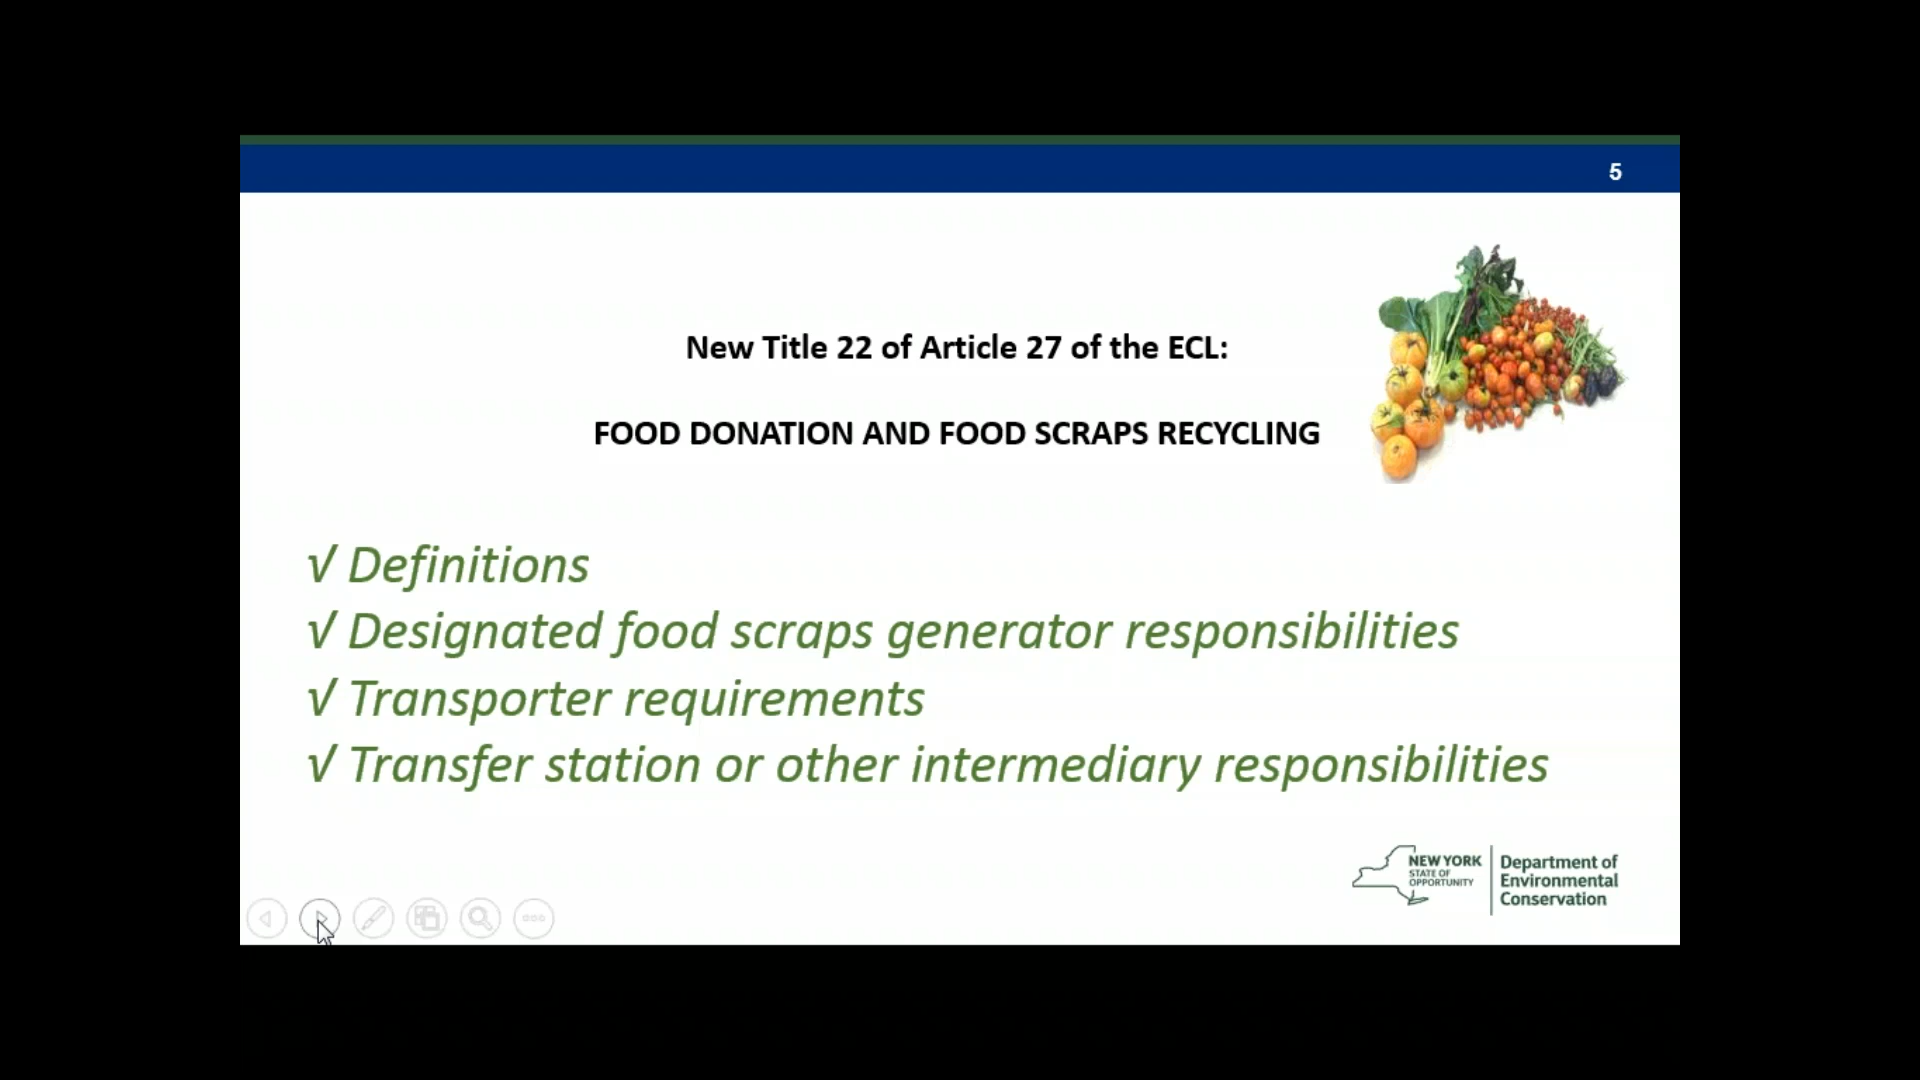 5
New Title 22 of Article 27 of the ECL:
FOOD DONATION AND FOOD SCRAPS RECYCLING
√ Definitions
√ Designated food scraps generator responsibilities
√ Transporter requirements
√ Transfer station or other intermediary responsibilities
NEW YORK
STATE OF
OPPORTUNITY
Department of
Environmental
Conservation